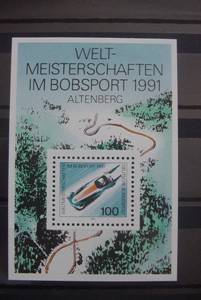 WELT-
MEISTERSCHAFTEN
IM BOBSPORT 1991
ALTENBERG
100